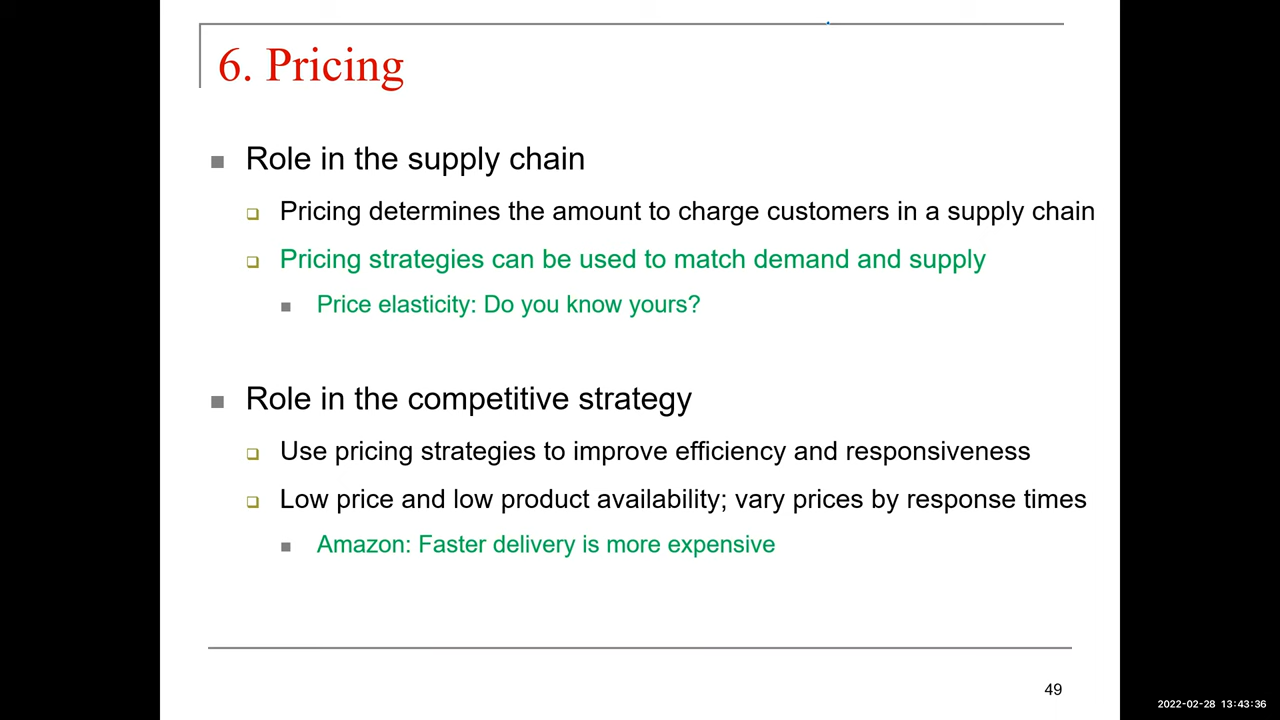 6. Pricing
Role in the supply chain
Pricing determines the amount to charge customers in a supply chain
Pricing strategies can be used to match demand and supply
Price elasticity: Do you know yours?
Role in the competitive strategy
Use pricing strategies to improve efficiency and responsiveness
Low price and low product availability; vary prices by response times
Amazon: Faster delivery is more expensive
49
2022-02-28 13:43:36